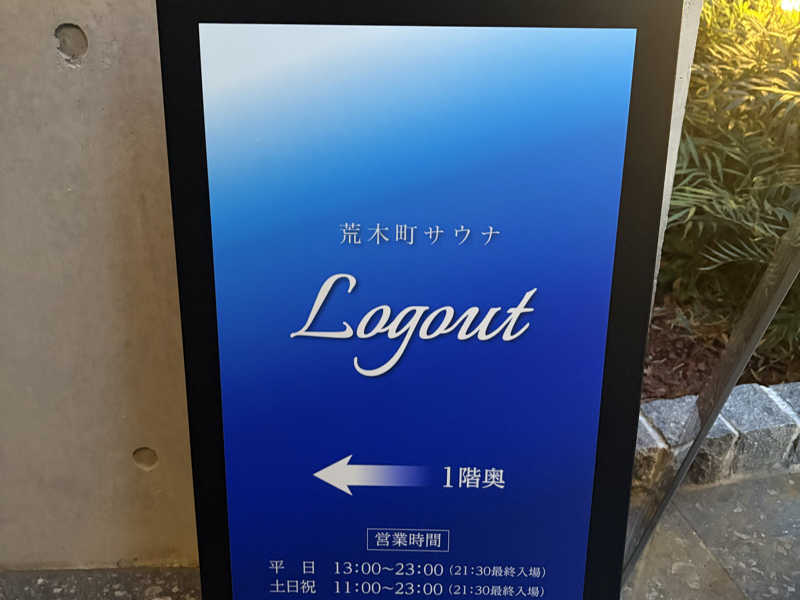 荒木町サウナ
Logout
1階奥
営業時間
平　日　13:00〜23:00（21:30最終入場）
土日祝　11:00〜23:00（21:30最終入場）